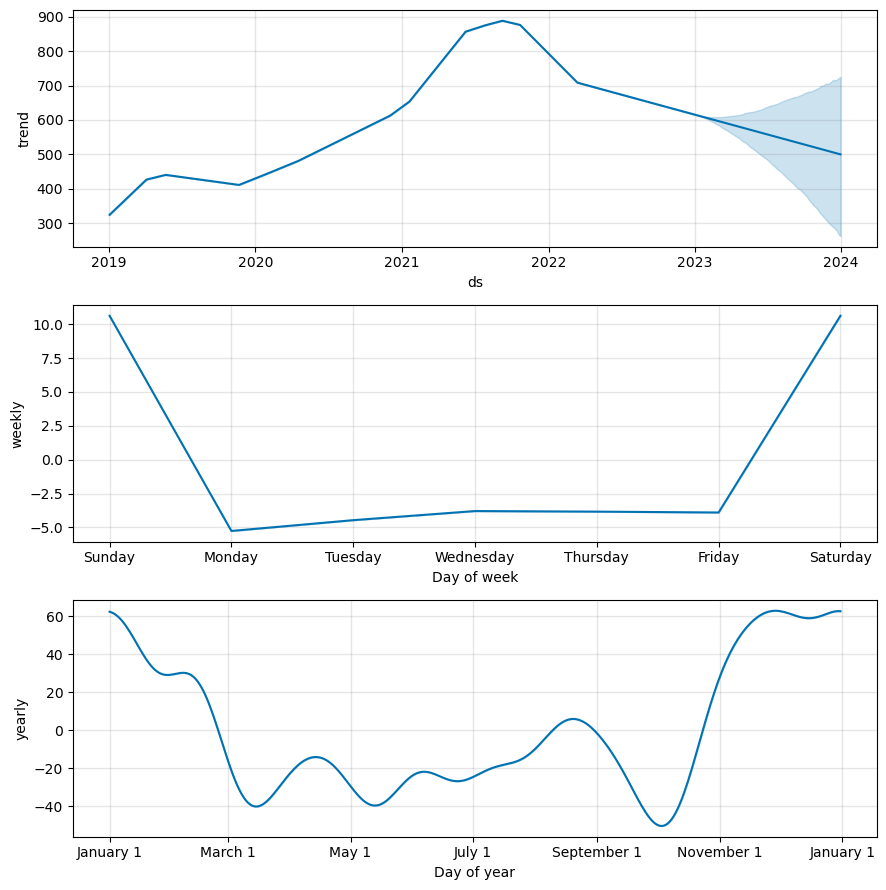 900
800
700
600
500
400
300
trend
2019 2020 2021 2022 2023 2024
ds
10.0
7.5
5.0
2.5
0.0
−2.5
−5.0
weekly
Sunday Monday Tuesday Wednesday Thursday Friday Saturday
Day of week
60
40
20
0
−20
−40
yearly
January 1 March 1 May 1 July 1 September 1 November 1 January 1
Day of year